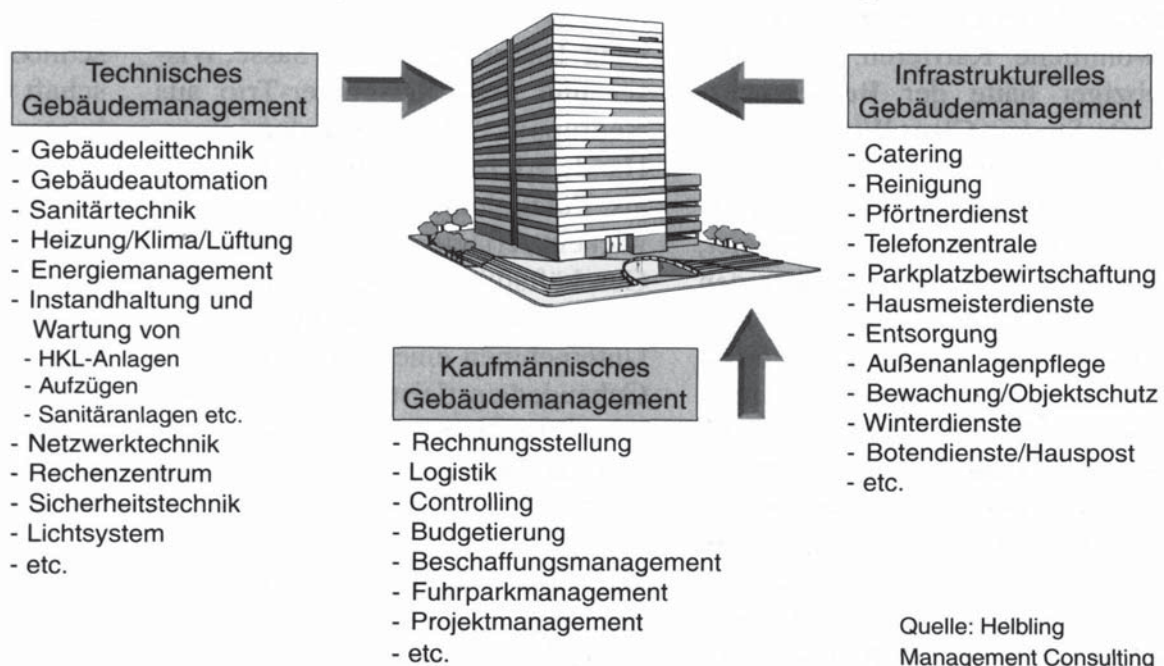 Technisches
Gebäudemanagement
- Gebäudeleittechnik
- Gebäudeautomation
- Sanitärtechnik
- Heizung/Klima/Lüftung
- Energiemanagement
- Instandhaltung und
Wartung von
- HKL-Anlagen
- Aufzügen
- Sanitäranlagen etc.
- Netzwerktechnik
- Rechenzentrum
- Sicherheitstechnik
- Lichtsystem
- etc.
Kaufmännisches
Gebäudemanagement
- Rechnungsstellung
- Logistik
- Controlling
- Budgetierung
- Beschaffungsmanagement
- Fuhrparkmanagement
- Projektmanagement
- etc.
Infrastrukturelles
Gebäudemanagement
- Catering
- Reinigung
- Pförtnerdienst
- Telefonzentrale
- Parkplatzbewirtschaftung
- Hausmeisterdienste
- Entsorgung
- Außenanlagenpflege
- Bewachung/Objektschutz
- Winterdienste
- Botendienste/Hauspost
- etc.
Quelle: Helbling
Management Consulting